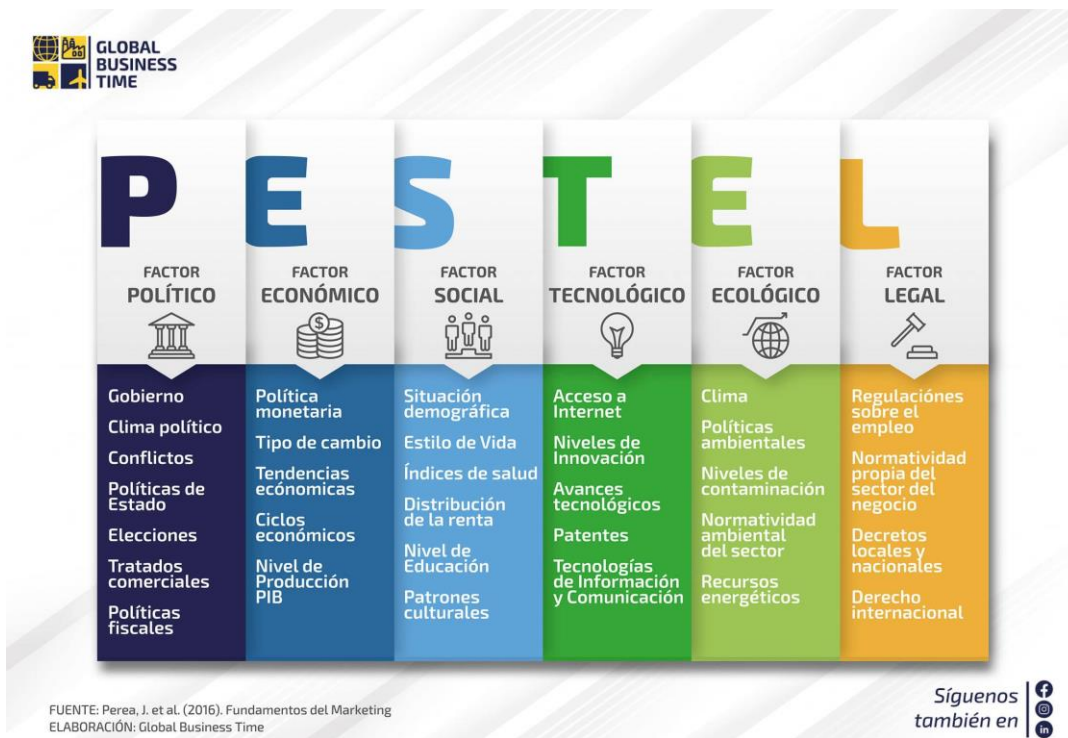 GLOBAL
BUSINESS
TIME
P
FACTOR
POLÍTICO
Gobierno
Clima político
Conflictos
Políticas de
Estado
Elecciones
Tratados
comerciales
Políticas
fiscales
E
FACTOR
ECONÓMICO
$
Política
monetaria
Tipo de cambio
Tendencias
ecónomicas
Ciclos
económicos
Nivel de
Producción
PIB
S
FACTOR
SOCIAL
Situación
demográfica
Estilo de Vida
Índices de salud
Distribución
de la renta
Nivel de
Educación
Patrones
culturales
T
FACTOR
TECNOLÓGICO
Acceso a
Internet
Niveles de
Innovación
Avances
tecnológicos
Patentes
Tecnologías
de Información
y Comunicación
E
FACTOR
ECOLÓGICO
Clima
Políticas
ambientales
Niveles de
contaminación
Normatividad
ambiental
del sector
Recursos
energéticos
L
FACTOR
LEGAL
Regulaciónes
sobre el
empleo
Normatividad
propia del
sector del
negocio
Decretos
locales y
nacionales
Derecho
internacional
FUENTE: Perea, J. et al. (2016). Fundamentos del Marketing
ELABORACIÓN: Global Business Time
Síguenos
también en
f
in